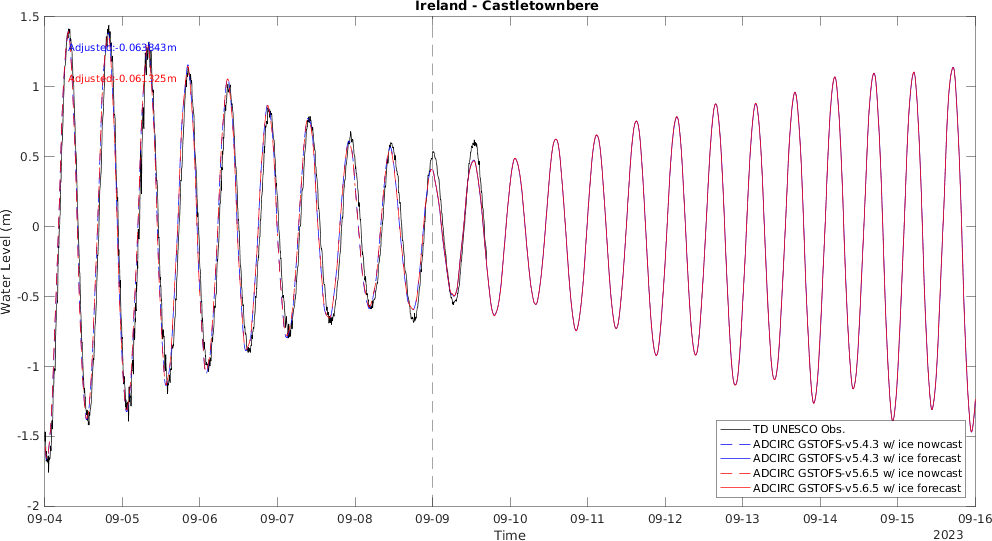 Ireland - Castletownbere
1.5
1
0.5
0
-0.5
-1
-1.5
-2
Water Level (m)
Adjusted:-0.063843m
Adjusted:-0.061325m
TD UNESCO Obs.
ADCIRC GSTOFS-v5.4.3 w/ ice nowcast
ADCIRC GSTOFS-v5.4.3 w/ ice forecast
ADCIRC GSTOFS-v5.6.5 w/ ice nowcast
ADCIRC GSTOFS-v5.6.5 w/ ice forecast
09-04 09-05 09-06 09-07 09-08 09-09 09-10 09-11 09-12 09-13 09-14 09-15 09-16
Time
2023